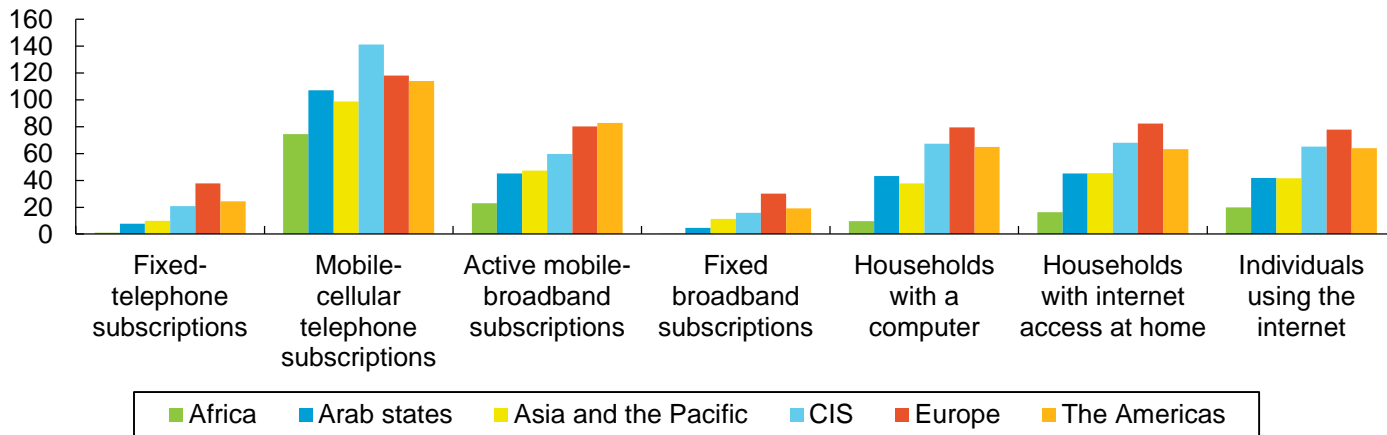 160
140
120
100
80
60
40
20
0
Fixed-
telephone
subscriptions
Mobile-
cellular
telephone
subscriptions
Active mobile-
broadband
subscriptions
Fixed
broadband
subscriptions
Households
with a
computer
Households
with internet
access at home
Individuals
using the
internet
Africa Arab states Asia and the Pacific CIS Europe The Americas